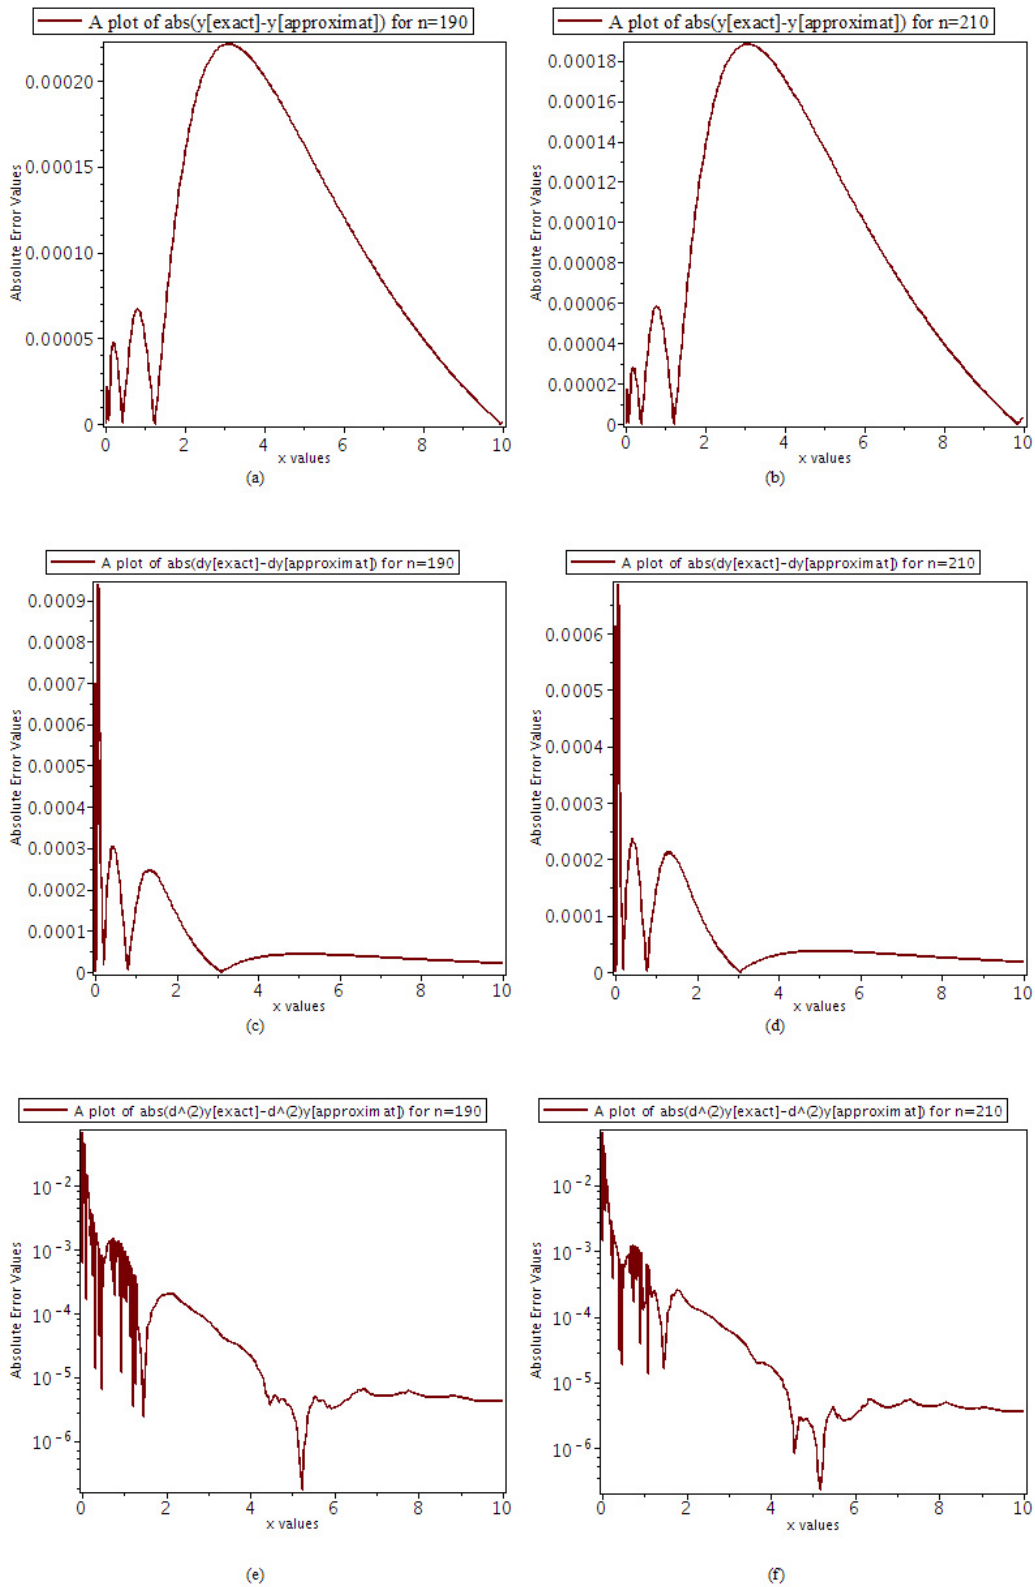 A plot of abs(y[exact]-y[approximat]) for n=190
0.00020
0.00015
0.00010
0.00005
0
Absolute Error Values
0 2 4 6 8 10
x values
(a)
A plot of abs(y[exact]-y[approximat]) for n=210
0.00018
0.00016
0.00014
0.00012
0.00010
0.00008
0.00006
0.00004
0.00002
0
Absolute Error Values
0 2 4 6 8 10
x values
(b)
A plot of abs(dy[exact]-dy[approximat]) for n=190
0.0009
0.0008
0.0007
0.0006
0.0005
0.0004
0.0003
0.0002
0.0001
0
Absolute Error Values
0 2 4 6 8 10
x values
(c)
A plot of abs(dy[exact]-dy[approximat]) for n=210
0.0006
0.0005
0.0004
0.0003
0.0002
0.0001
0
Absolute Error Values
0 2 4 6 8 10
x values
(d)
A plot of abs(d^(2)y[exact]-d^(2)y[approximat]) for n=190
10⁻²
10⁻³
10⁻⁴
10⁻⁵
10⁻⁶
Absolute Error Values
0 2 4 6 8 10
x values
(e)
A plot of abs(d^(2)y[exact]-d^(2)y[approximat]) for n=210
10⁻²
10⁻³
10⁻⁴
10⁻⁵
10⁻⁶
Absolute Error Values
0 2 4 6 8 10
x values
(f)